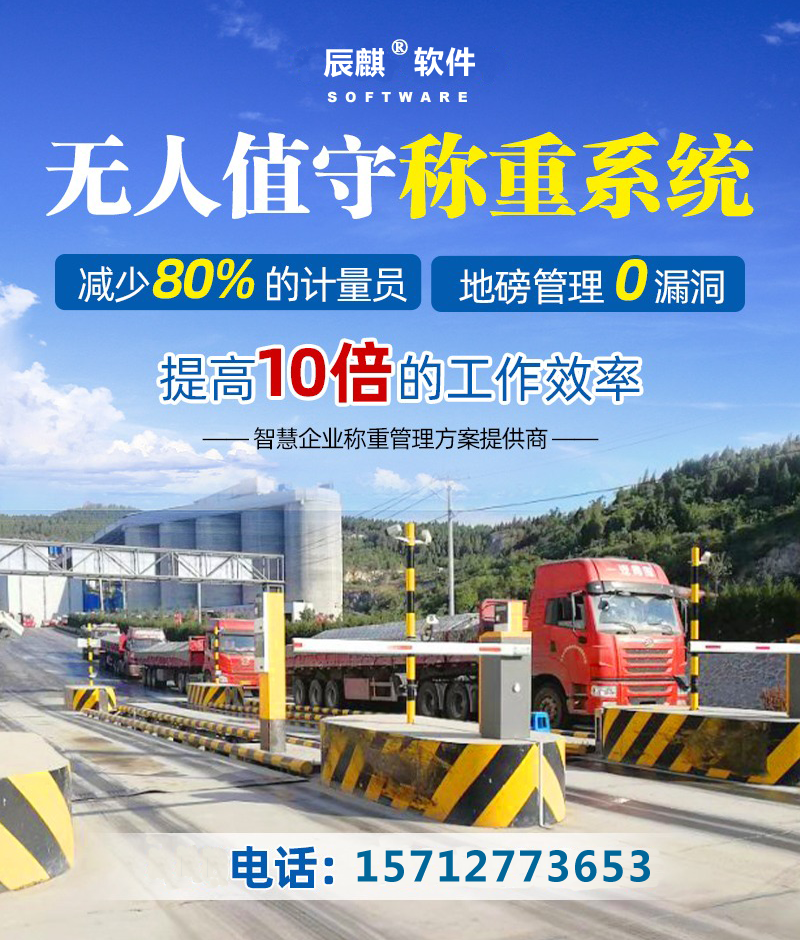 辰麒®软件
SOFTWARE
无人值守称重系统
减少80%的计量员
地磅管理0漏洞
提高10倍的工作效率
——智慧企业称重管理方案提供商——
电话：15712773653